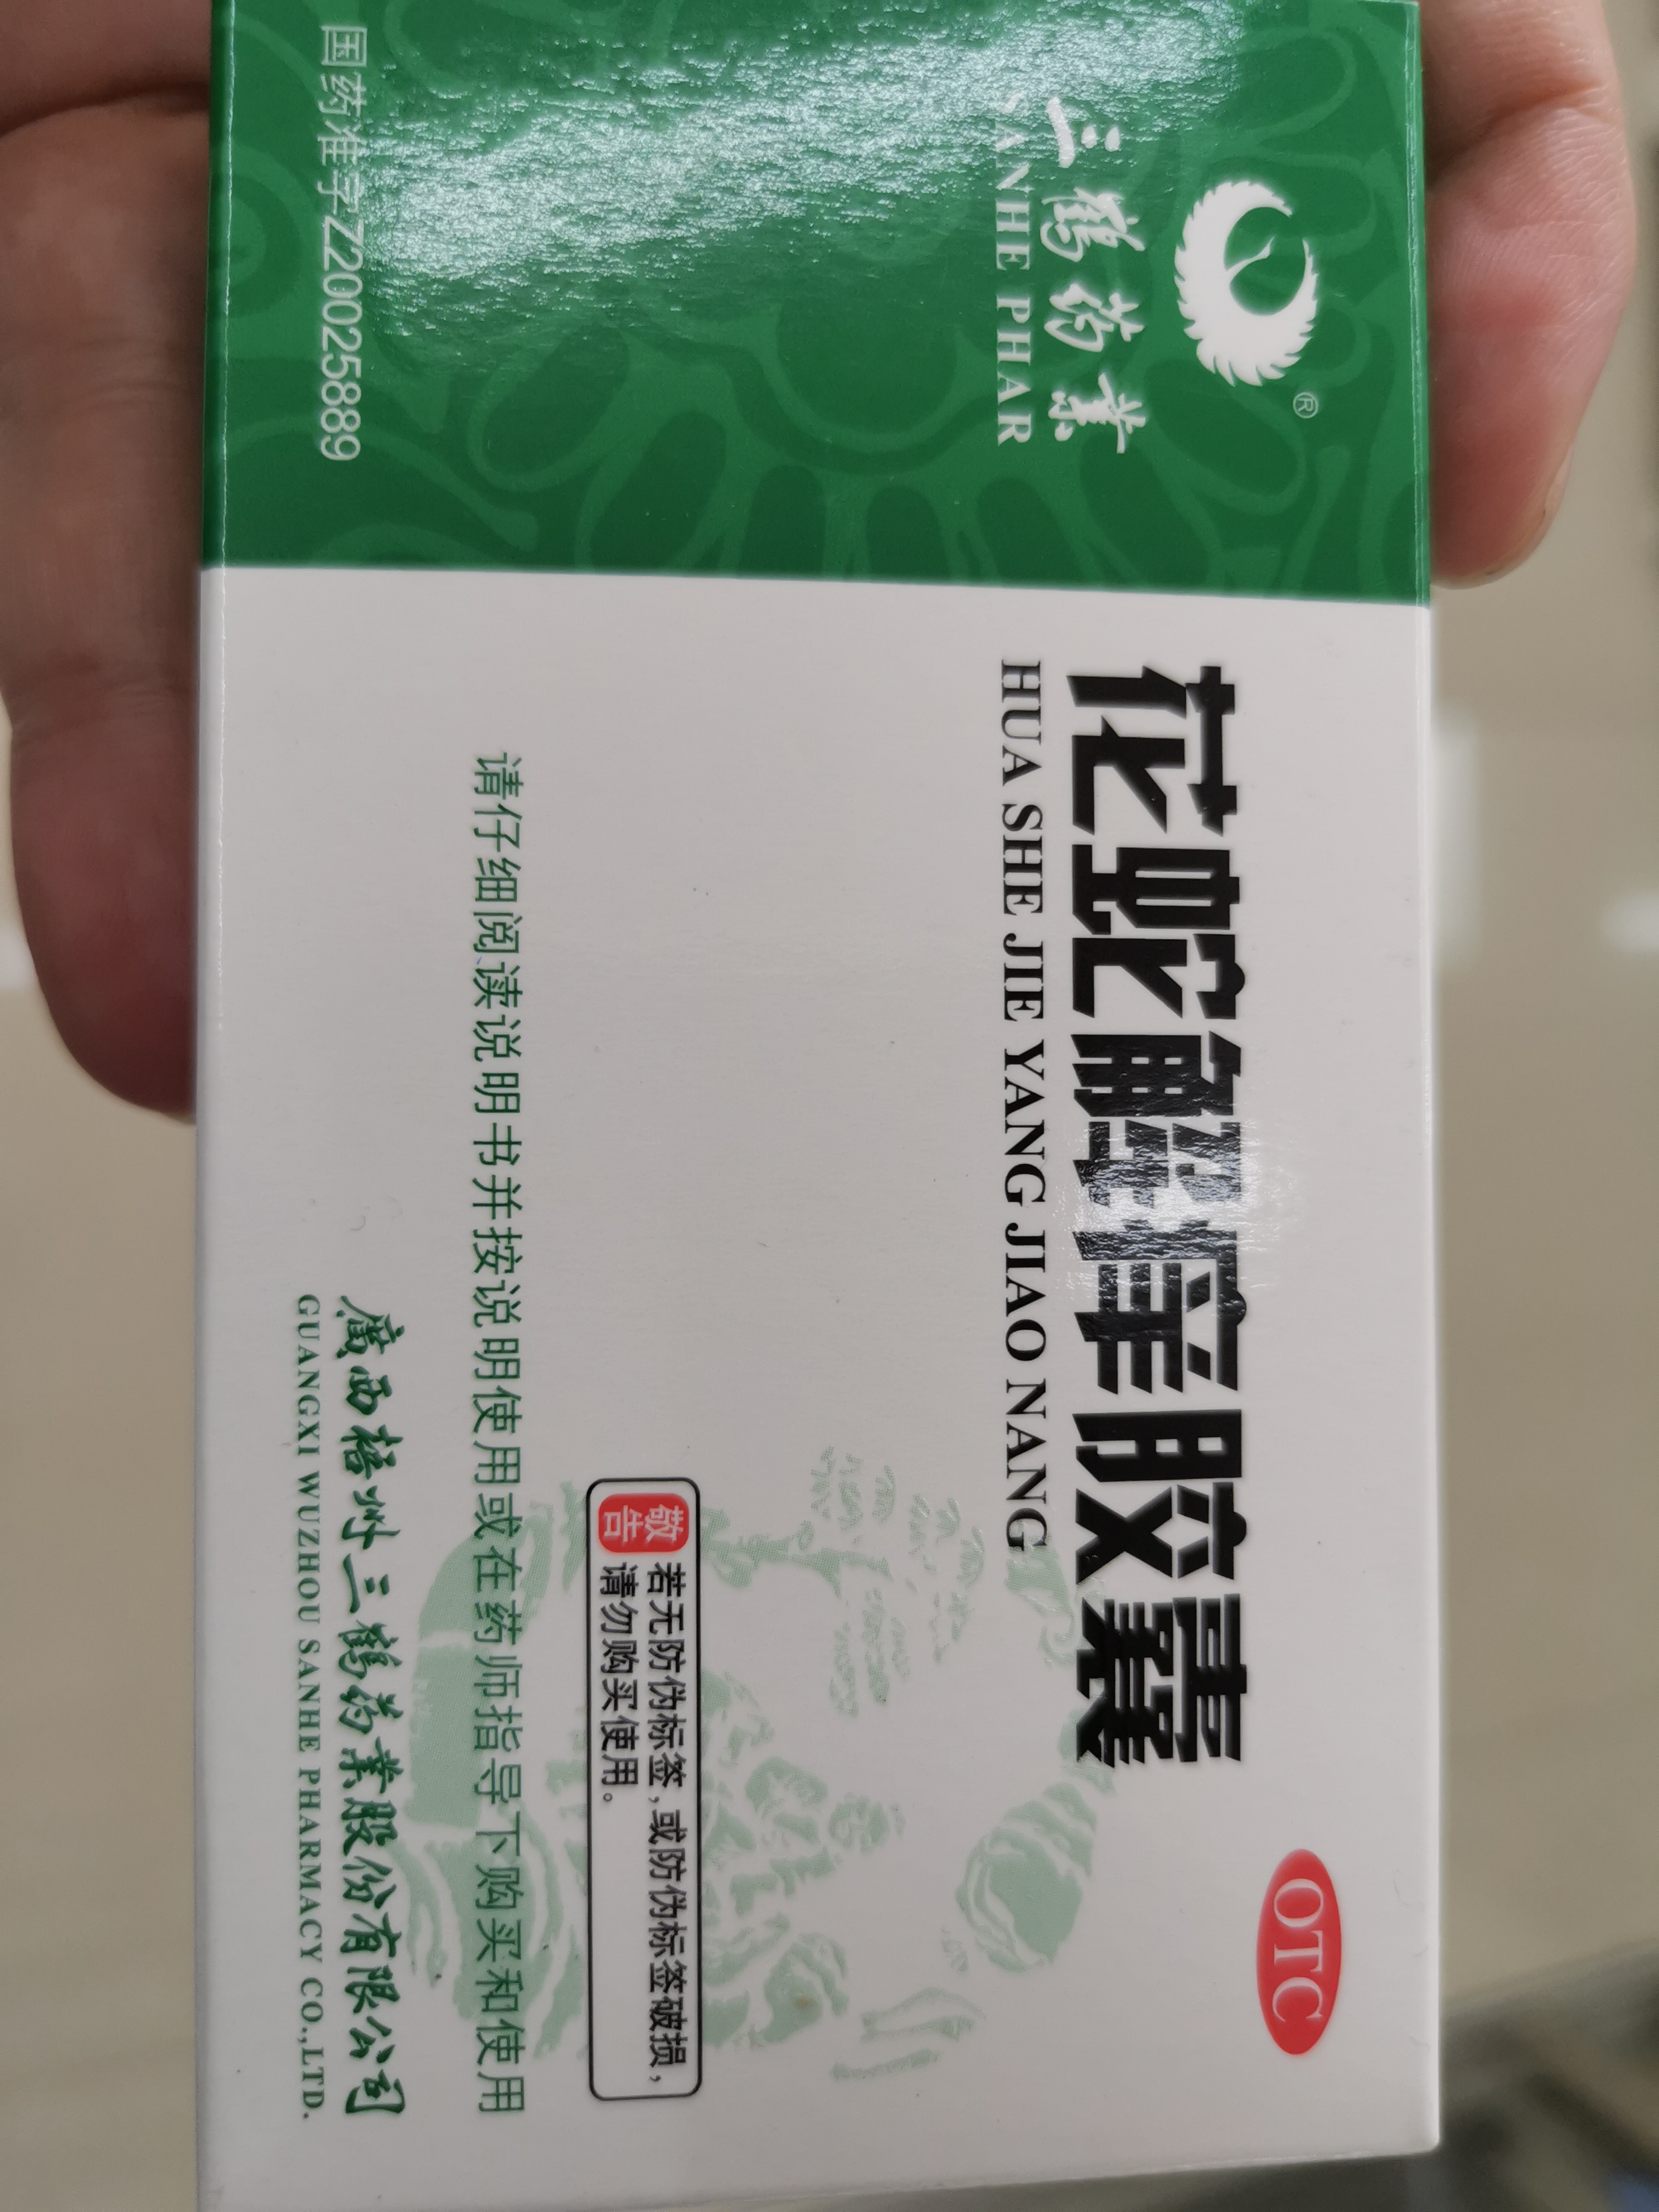 三鹤药业
SANHE PHAR
®
国药准字Z20025889
花蛇解痒胶囊
HUA SHE JIE YANG JIAO NANG
OTC
敬告
若无防伪标签,或防伪标签破损,
请勿购买使用。
请仔细阅读说明书并按说明使用或在药师指导下购买和使用
廣西梧州三鶴药業股份有限公司
GUANGXI WUZHOU SANHE PHARMACY CO.,LTD.